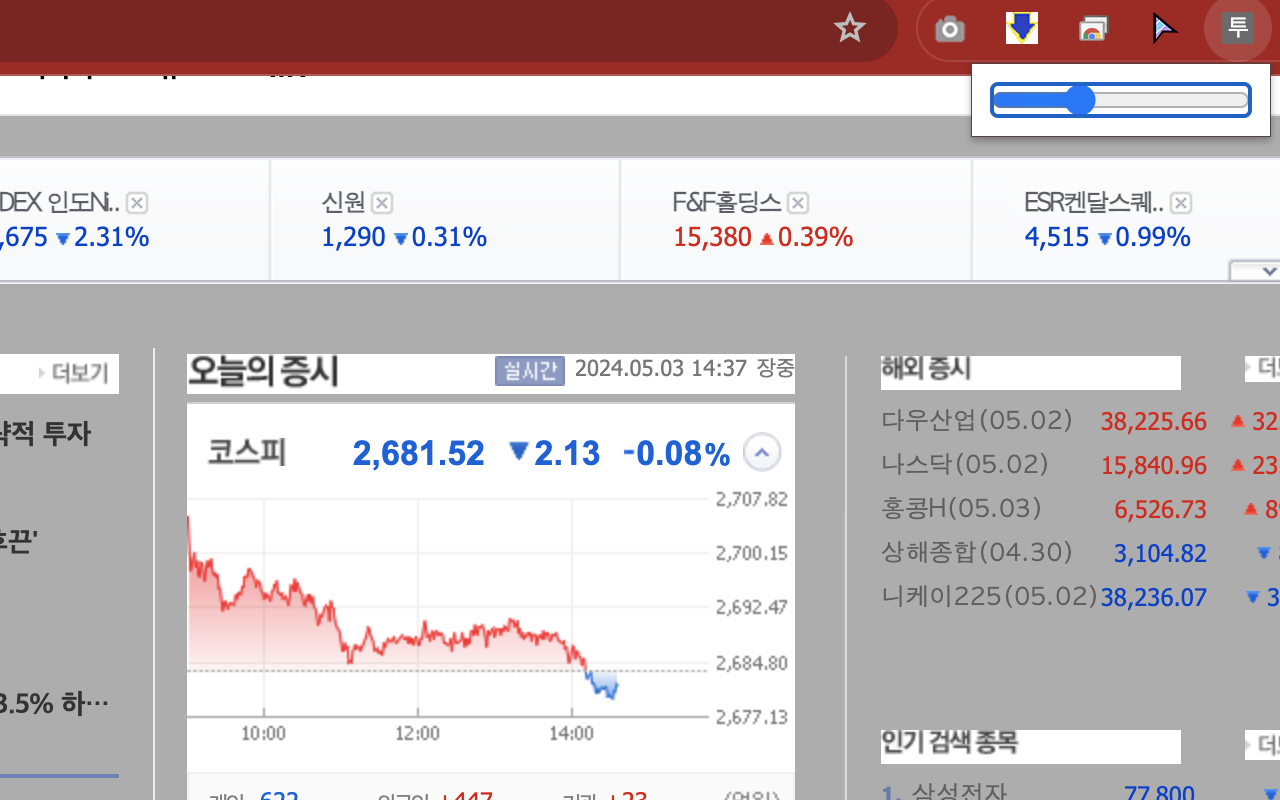 투
DEX 인도Ni..
,675 ▼2.31%
신원
1,290 ▼0.31%
F&F홀딩스
15,380 ▲0.39%
ESR켄달스퀘..
4,515 ▼0.99%
더보기
략적 투자
후끈'
3.5% 하…
오늘의 증시
실시간 2024.05.03 14:37 장중
코스피 2,681.52 ▼2.13 -0.08%
2,707.82
2,700.15
2,692.47
2,684.80
2,677.13
10:00 12:00 14:00
개인 622 외국인 +447 기관 +23 (억원)
해외 증시 더보
다우산업(05.02) 38,225.66 ▲ 32
나스닥(05.02) 15,840.96 ▲ 23
홍콩H(05.03) 6,526.73 ▲ 89
상해종합(04.30) 3,104.82 ▼
니케이225(05.02) 38,236.07 ▼ 3
인기 검색 종목 더보
1. 삼성전자 77,800 ▼